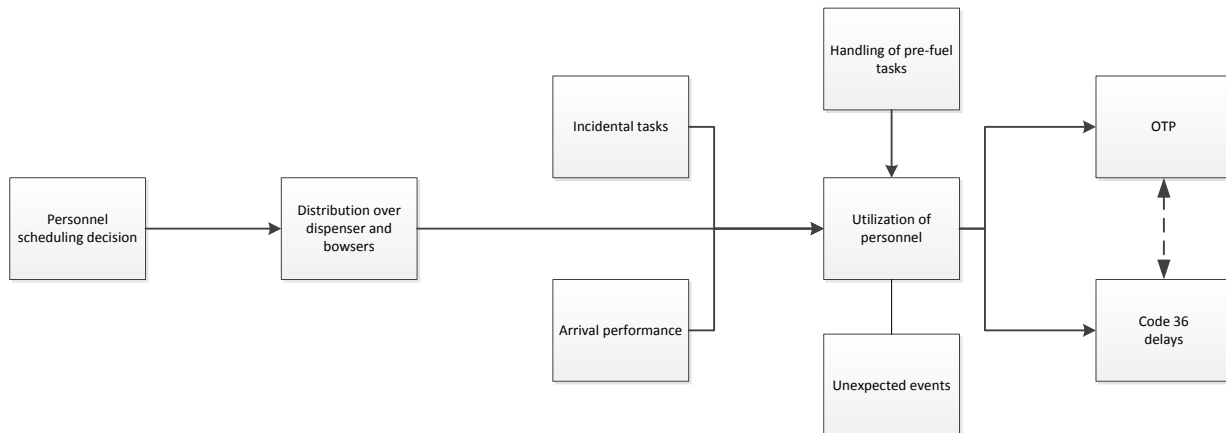 Handling of pre-fuel
tasks
Incidental tasks
OTP
Personnel
scheduling decision
Distribution over
dispenser and
bowsers
Utilization of
personnel
Arrival performance
Code 36
delays
Unexpected events